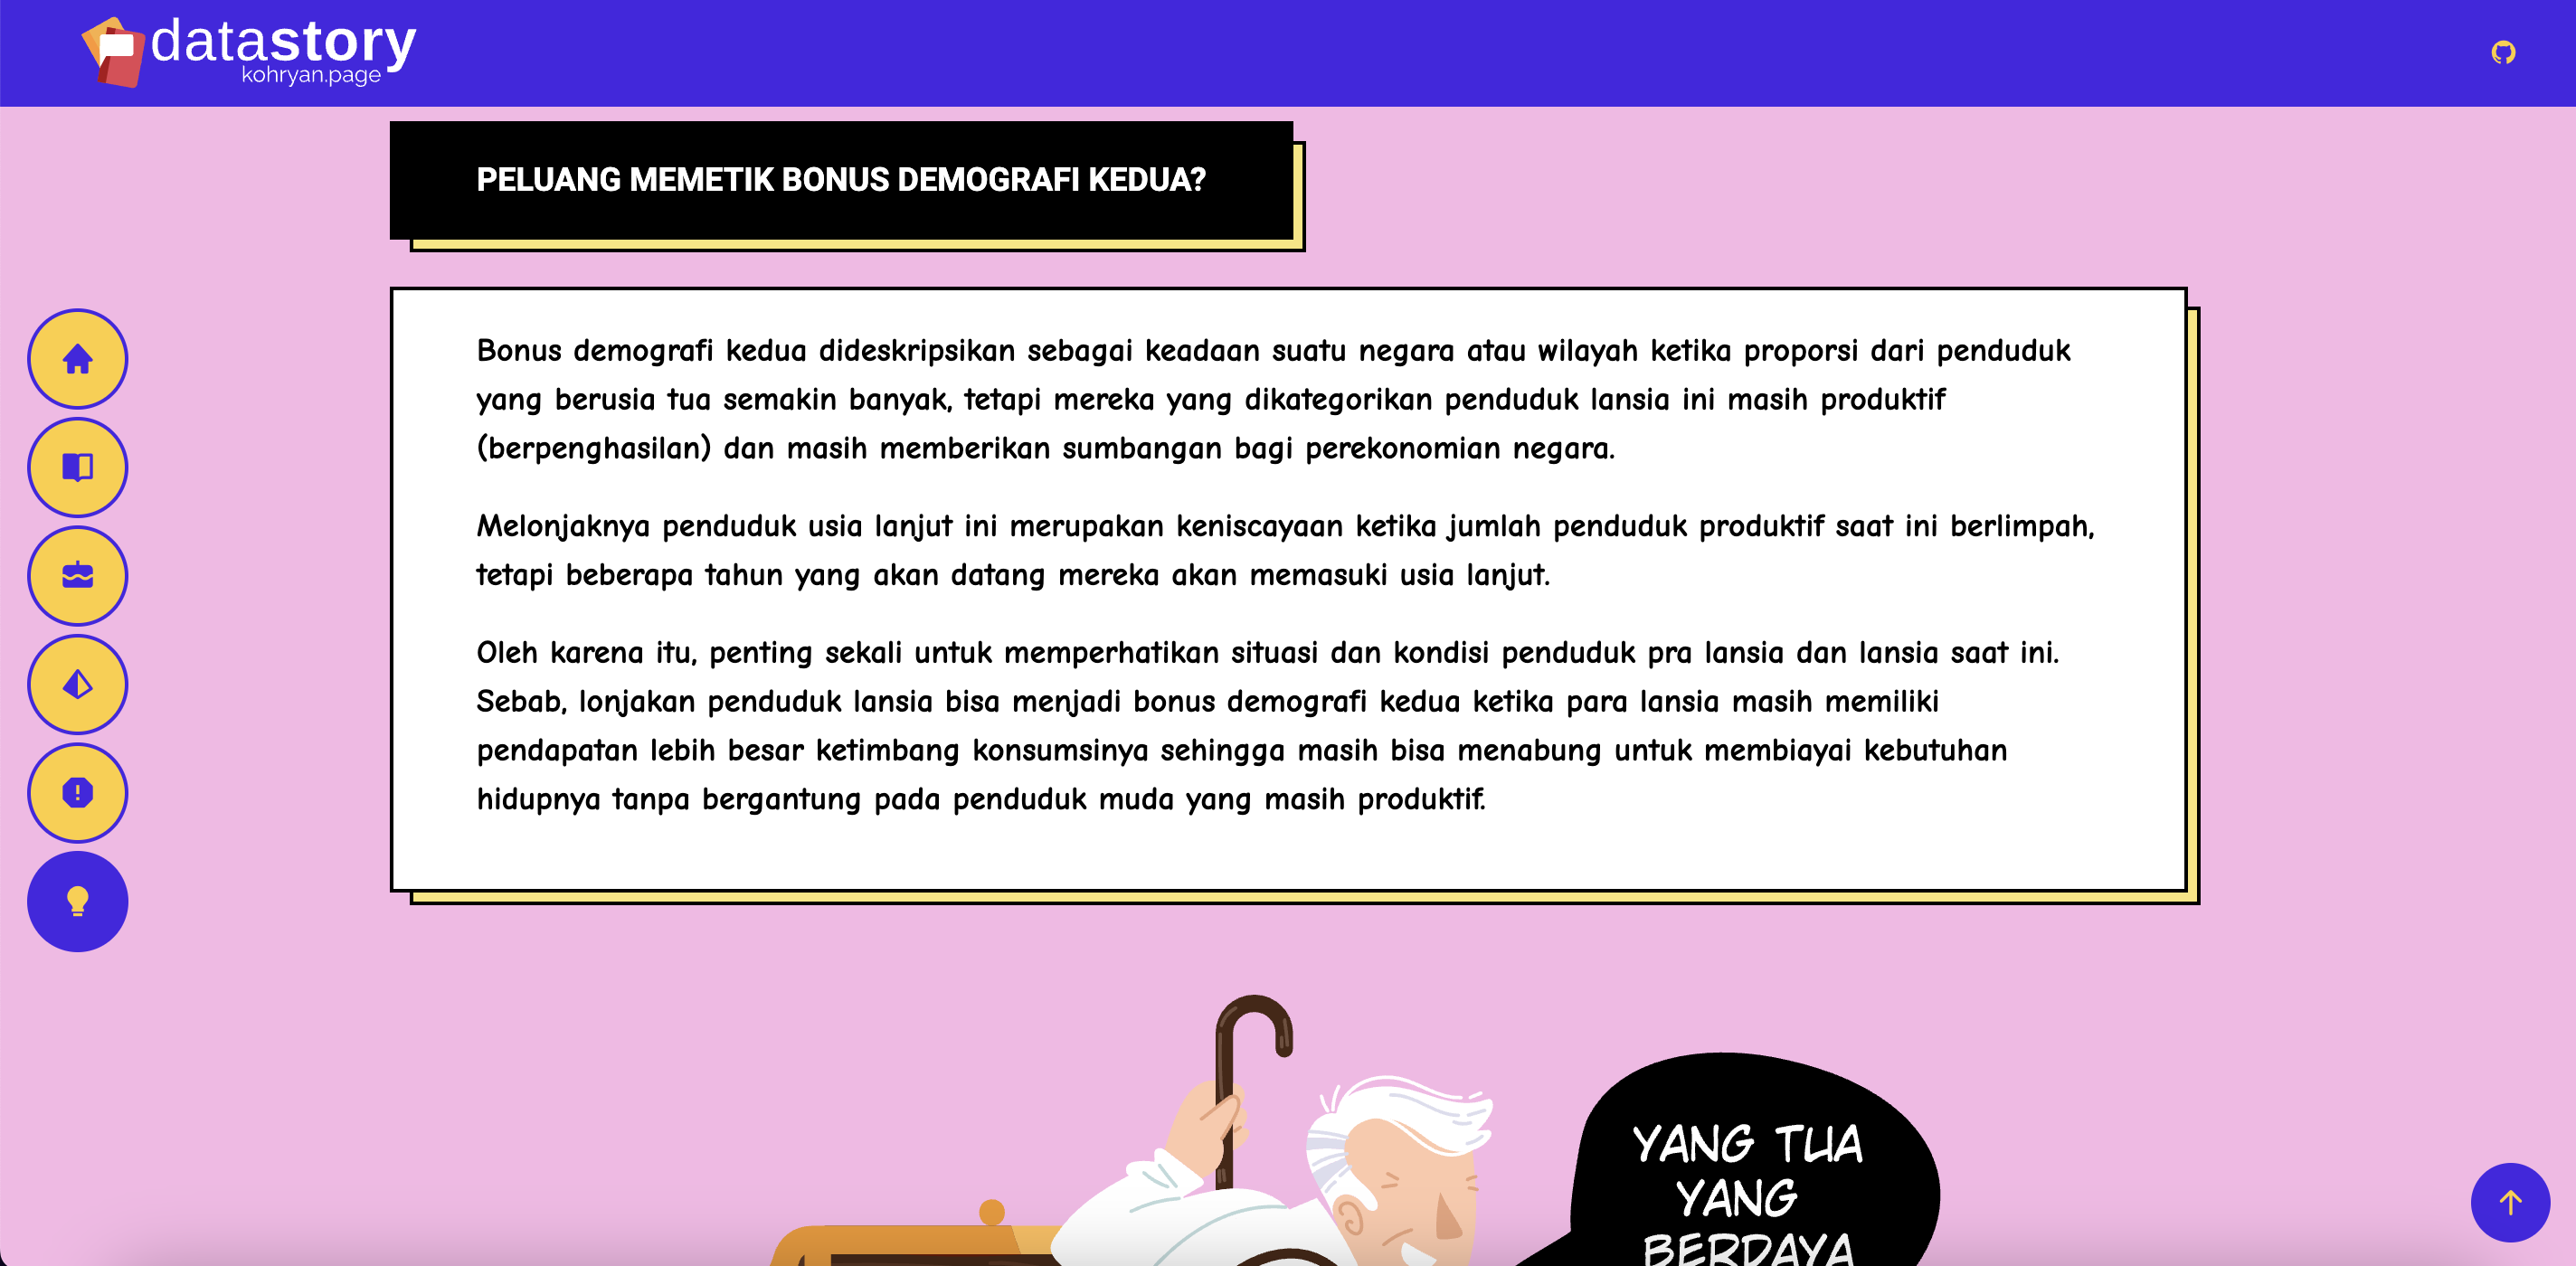 datastory
kohryan.page
PELUANG MEMETIK BONUS DEMOGRAFI KEDUA?
Bonus demografi kedua dideskripsikan sebagai keadaan suatu negara atau wilayah ketika proporsi dari penduduk
yang berusia tua semakin banyak, tetapi mereka yang dikategorikan penduduk lansia ini masih produktif
(berpenghasilan) dan masih memberikan sumbangan bagi perekonomian negara.
Melonjaknya penduduk usia lanjut ini merupakan keniscayaan ketika jumlah penduduk produktif saat ini berlimpah,
tetapi beberapa tahun yang akan datang mereka akan memasuki usia lanjut.
Oleh karena itu, penting sekali untuk memperhatikan situasi dan kondisi penduduk pra lansia dan lansia saat ini.
Sebab, lonjakan penduduk lansia bisa menjadi bonus demografi kedua ketika para lansia masih memiliki
pendapatan lebih besar ketimbang konsumsinya sehingga masih bisa menabung untuk membiayai kebutuhan
hidupnya tanpa bergantung pada penduduk muda yang masih produktif.
YANG TUA
YANG
BERDAYA